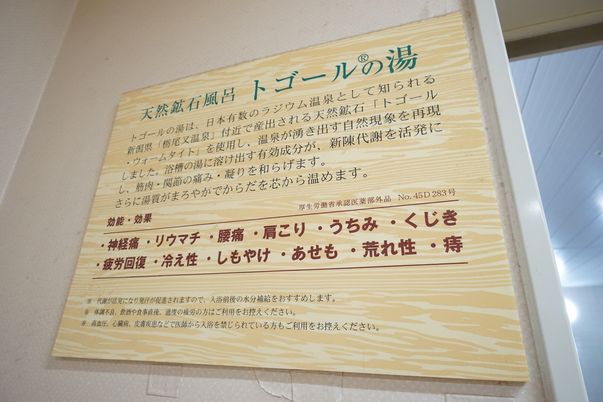 天然鉱石風呂 トゴール®の湯
トゴールの湯は、日本有数のラジウム温泉として知られる
新潟県「栃尾又温泉」付近で産出される天然鉱石「トゴール
・ウォームタイト」を使用し、温泉が湧き出す自然現象を再現
しました。浴槽の湯に溶け出す有効成分が、新陳代謝を活発に
し、筋肉・関節の痛み・凝りを和らげます。
さらに湯質がまろやかでからだを芯から温めます。
厚生労働省承認医薬部外品 No. 45D283号
効能・効果
・神経痛 ・リウマチ ・腰痛 ・肩こり ・うちみ ・くじき
・疲労回復 ・冷え性 ・しもやけ ・あせも ・荒れ性 ・痔
※ 代謝が活発になり発汗が促進されますので、入浴前後の水分補給をおすすめします。
※ 体調不良、飲酒や食事直後、過度の疲労の方はご利用をお控えください。
※ 高血圧、心臓病、皮膚疾患などで医師から入浴を禁じられている方もご利用をお控えください。